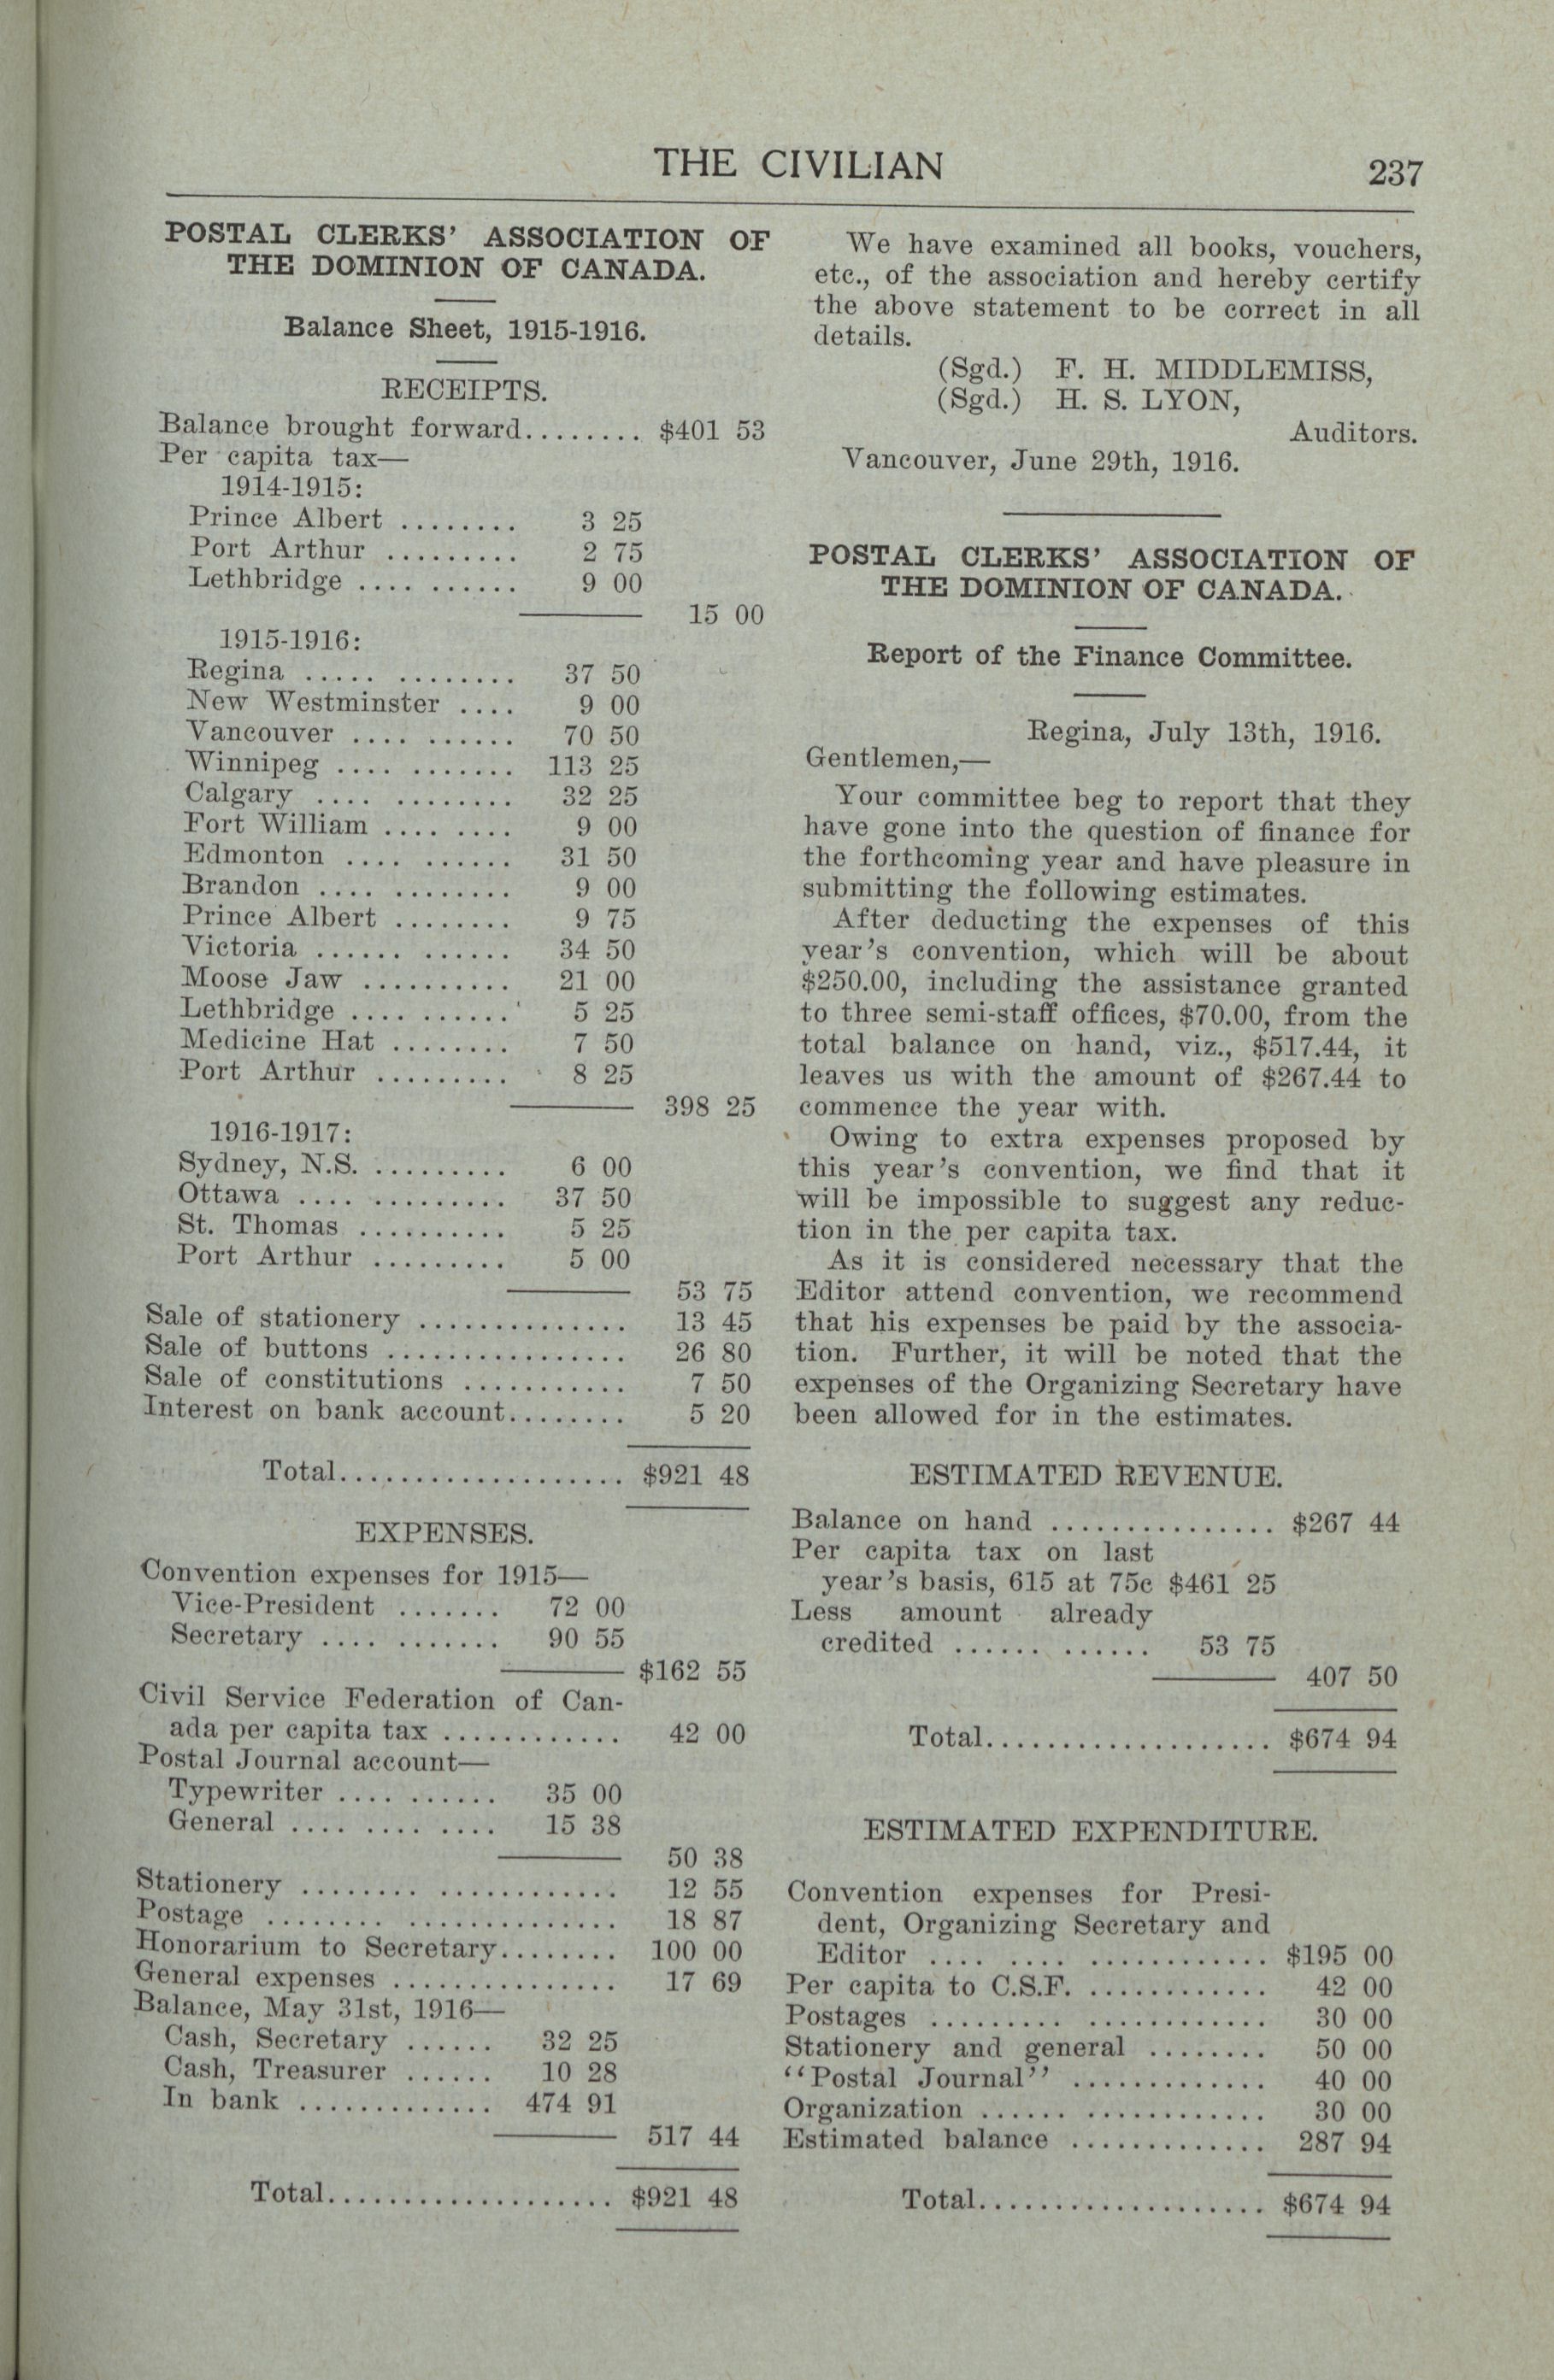 THE CIVILIAN
237
POSTAL CLERKS' ASSOCIATION OF
THE DOMINION OF CANADA.
Balance Sheet, 1915-1916.
RECEIPTS.
Balance brought forward........ $401 53
Per capita tax—
1914-1915:
Prince Albert ........ 3 25
Port Arthur ......... 2 75
Lethbridge .... ...... 9 00
15 00
1915-1916:
Regina ..... ........ 37 50
New Westminster .... 9 00
Vancouver .... ...... 70 50
Winnipeg .... ....... 113 25
Calgary .... ........ 32 25
Fort William .... .... 9 00
Edmonton .... ...... 31 50
Brandon .... ........ 9 00
Prince Albert ........ 9 75
Victoria ...... ...... 34 50
Moose Jaw .......... 21 00
Lethbridge .... ...... 5 25
Medicine Hat ........ 7 50
Port Arthur ......... 8 25
398 25
1916-1917:
Sydney, N.S. ......... 6 00
Ottawa .... ......... 37 50
St. Thomas .......... 5 25
Port Arthur ......... 5 00
53 75
Sale of stationery .............. 13 45
Sale of buttons ................ 26 80
Sale of constitutions ........... 7 50
Interest on bank account........ 5 20
Total................... $921 48
EXPENSES.
Convention expenses for 1915—
Vice-President ....... 72 00
Secretary .... ....... 90 55
$162 55
Civil Service Federation of Can-
ada per capita tax ............ 42 00
Postal Journal account—
Typewriter .... ...... 35 00
General .... .... .... 15 38
50 38
Stationery ........ ............ 12 55
Postage ........ .............. 18 87
Honorarium to Secretary........ 100 00
General expenses ............... 17 69
Balance, May 31st, 1916—
Cash, Secretary ...... 32 25
Cash, Treasurer ...... 10 28
In bank ............. 474 91
517 44
Total................... $921 48
We have examined all books, vouchers,
etc., of the association and hereby certify
the above statement to be correct in all
details.
(Sgd.) F. H. MIDDLEMISS,
(Sgd.) H. S. LYON,
Auditors.
Vancouver, June 29th, 1916.
POSTAL CLERKS' ASSOCIATION OF
THE DOMINION OF CANADA.
Report of the Finance Committee.
Regina, July 13th, 1916.
Gentlemen,—
Your committee beg to report that they
have gone into the question of finance for
the forthcoming year and have pleasure in
submitting the following estimates.
After deducting the expenses of this
year's convention, which will be about
$250.00, including the assistance granted
to three semi-staff offices, $70.00, from the
total balance on hand, viz., $517.44, it
leaves us with the amount of $267.44 to
commence the year with.
Owing to extra expenses proposed by
this year's convention, we find that it
will be impossible to suggest any reduc-
tion in the per capita tax.
As it is considered necessary that the
Editor attend convention, we recommend
that his expenses be paid by the associa-
tion. Further, it will be noted that the
expenses of the Organizing Secretary have
been allowed for in the estimates.
ESTIMATED REVENUE.
Balance on hand ............... $267 44
Per capita tax on last
year's basis, 615 at 75c $461 25
Less amount already
credited ...... ...... 53 75
407 50
Total................... $674 94
ESTIMATED EXPENDITURE.
Convention expenses for Presi-
dent, Organizing Secretary and
Editor .... .... ............ $195 00
Per capita to C.S.F. ............ 42 00
Postages ......... ............ 30 00
Stationery and general ........ 50 00
"Postal Journal" ............. 40 00
Organization ...... ............ 30 00
Estimated balance ............. 287 94
Total................... $674 94